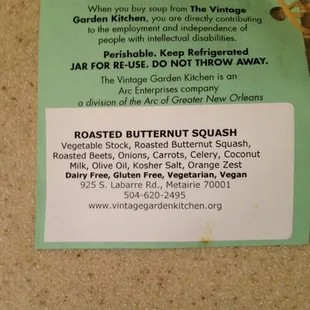 When you buy soup from The Vintage
Garden Kitchen, you are directly contributing
to the employment and independence of
people with intellectual disabilities.
Perishable. Keep Refrigerated
JAR FOR RE-USE. DO NOT THROW AWAY.
The Vintage Garden Kitchen is an
Arc Enterprises company
a division of the Arc of Greater New Orleans
ROASTED BUTTERNUT SQUASH
Vegetable Stock, Roasted Butternut Squash,
Roasted Beets, Onions, Carrots, Celery, Coconut
Milk, Olive Oil, Kosher Salt, Orange Zest
Dairy Free, Gluten Free, Vegetarian, Vegan
925 S. Labarre Rd., Metairie 70001
504-620-2495
www.vintagegardenkitchen.org